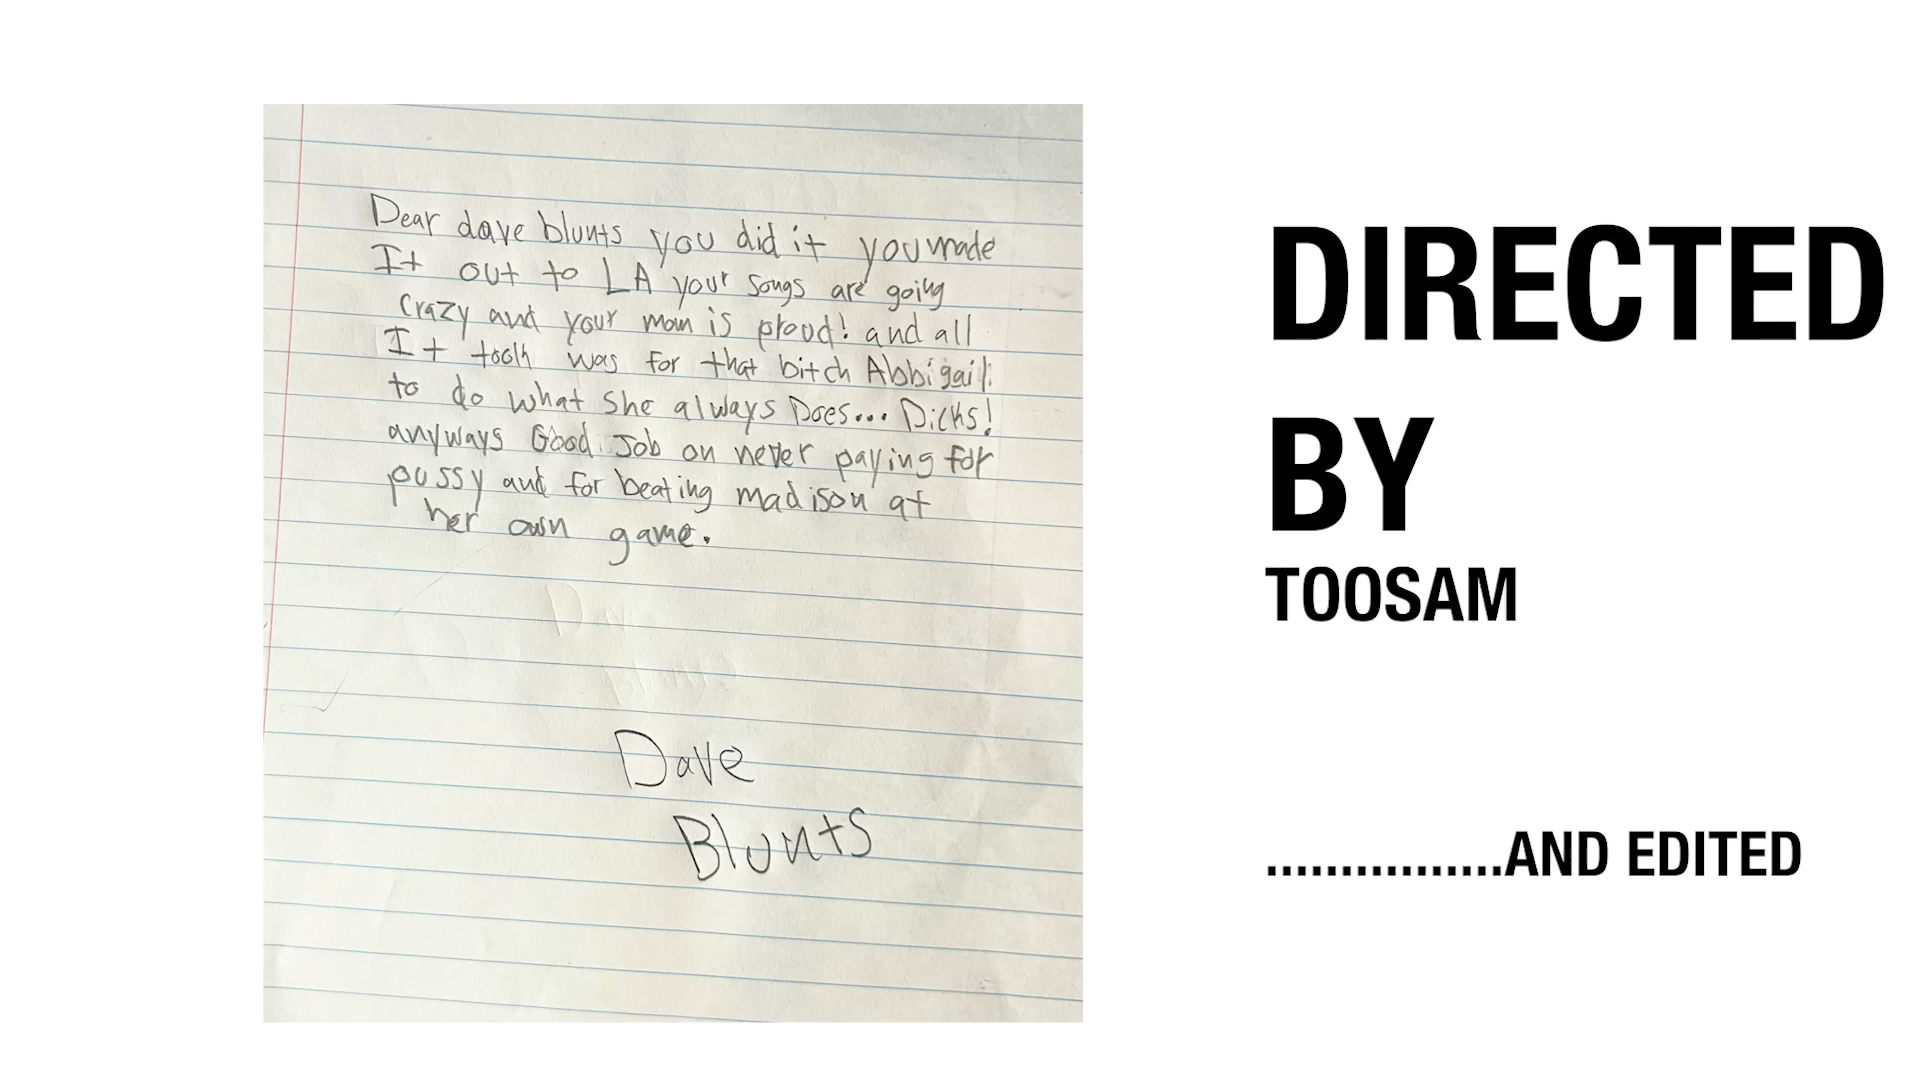 Dear dave blunts you did it you made
It out to LA your songs are going
crazy and your mom is proud! and all
It took was for that bitch Abbigail
to do what she always Does... Dicks!
anyways Good Job on never paying for
pussy and for beating madison at
her own game.
Dave
Blunts
Dave
Blunts
DIRECTED
BY
TOOSAM
................AND EDITED